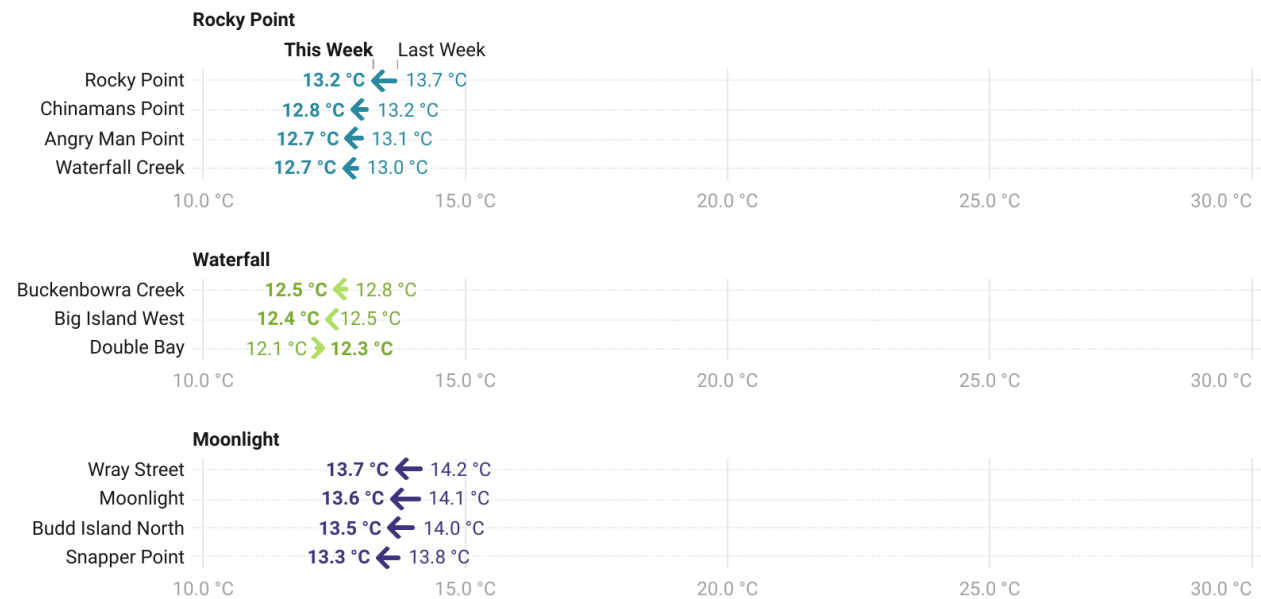 Rocky Point
This Week Last Week
Rocky Point 13.2 °C 13.7 °C
Chinamans Point 12.8 °C 13.2 °C
Angry Man Point 12.7 °C 13.1 °C
Waterfall Creek 12.7 °C 13.0 °C
10.0 °C 15.0 °C 20.0 °C 25.0 °C 30.0 °C
Waterfall
Buckenbowra Creek 12.5 °C 12.8 °C
Big Island West 12.4 °C 12.5 °C
Double Bay 12.1 °C 12.3 °C
10.0 °C 15.0 °C 20.0 °C 25.0 °C 30.0 °C
Moonlight
Wray Street 13.7 °C 14.2 °C
Moonlight 13.6 °C 14.1 °C
Budd Island North 13.5 °C 14.0 °C
Snapper Point 13.3 °C 13.8 °C
10.0 °C 15.0 °C 20.0 °C 25.0 °C 30.0 °C